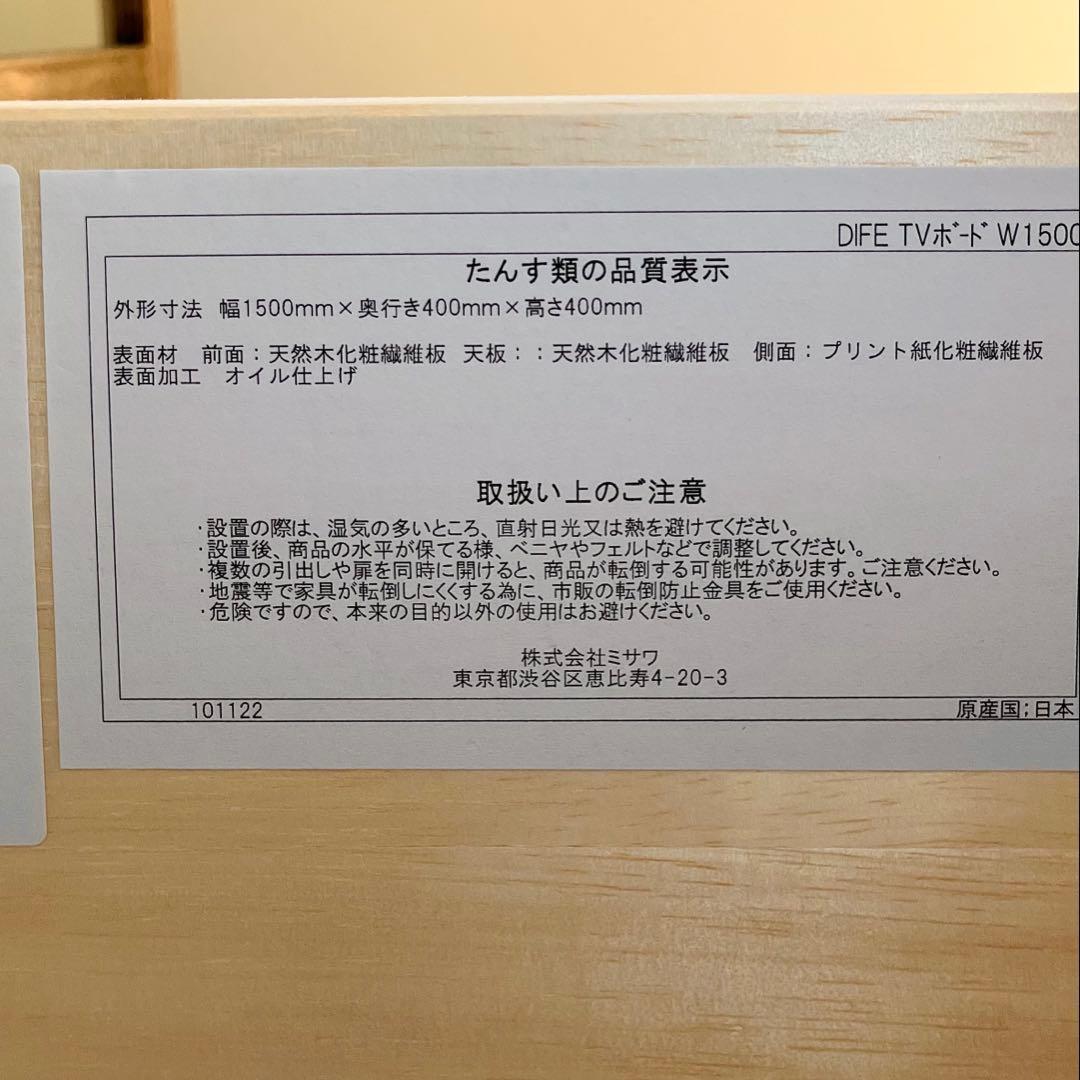 DIFE TVボード W1500
たんす類の品質表示
外形寸法 幅1500mm×奥行き400mm×高さ400mm
表面材 前面：天然木化粧繊維板 天板：：天然木化粧繊維板 側面：プリント紙化粧繊維板
表面加工 オイル仕上げ
取扱い上のご注意
・設置の際は、湿気の多いところ、直射日光又は熱を避けてください。
・設置後、商品の水平が保てる様、ベニヤやフェルトなどで調整してください。
・複数の引出しや扉を同時に開けると、商品が転倒する可能性があります。ご注意ください。
・地震等で家具が転倒しにくくする為に、市販の転倒防止金具をご使用ください。
・危険ですので、本来の目的以外の使用はお避けください。
株式会社ミサワ
東京都渋谷区恵比寿4-20-3
101122 原産国;日本